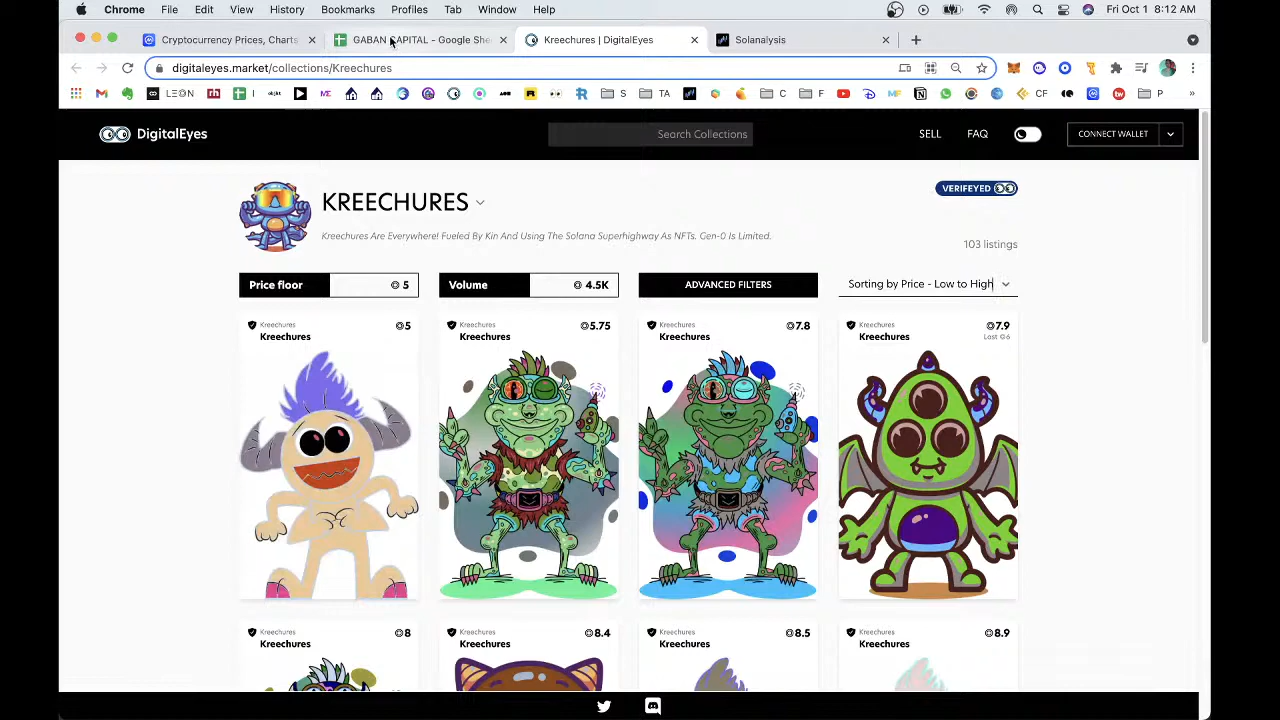 Chrome File Edit View History Bookmarks Profiles Tab Window Help Fri Oct 1 8:12 AM
Cryptocurrency Prices, Charts GABAN CAPITAL - Google She Kreechures | DigitalEyes Solanalysis
digitaleyes.market/collections/Kreechures
LEON I S TA C F CF P »
DigitalEyes Search Collections SELL FAQ CONNECT WALLET
KREECHURES VERIFEYED
Kreechures Are Everywhere! Fueled By Kin And Using The Solana Superhighway As NFTs. Gen-0 Is Limited. 103 listings
Price floor 5 Volume 4.5K ADVANCED FILTERS Sorting by Price - Low to High
Kreechures 5 Kreechures 5.75 Kreechures 7.8 Kreechures 7.9
Kreechures Kreechures Kreechures Kreechures Last 6
Kreechures 8 Kreechures 8.4 Kreechures 8.5 Kreechures 8.9
Kreechures Kreechures Kreechures Kreechures